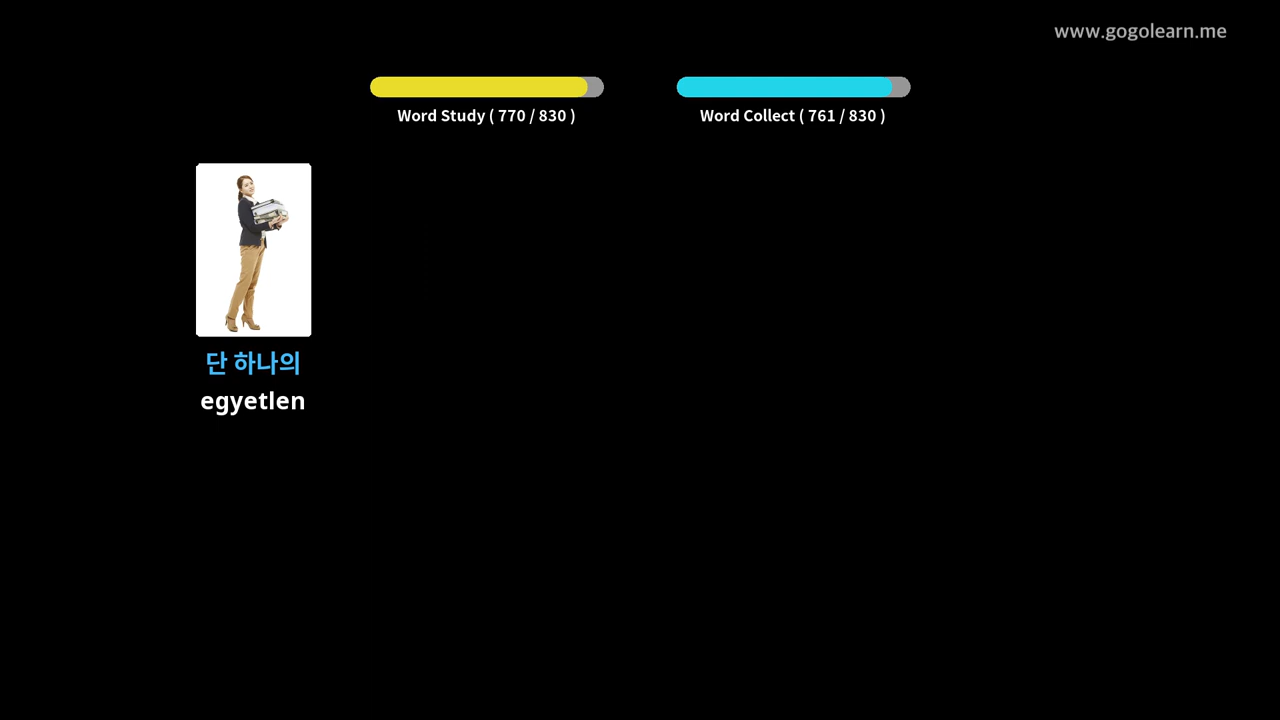 www.gogolearn.me
Word Study ( 770 / 830 )
Word Collect ( 761 / 830 )
단 하나의
egyetlen